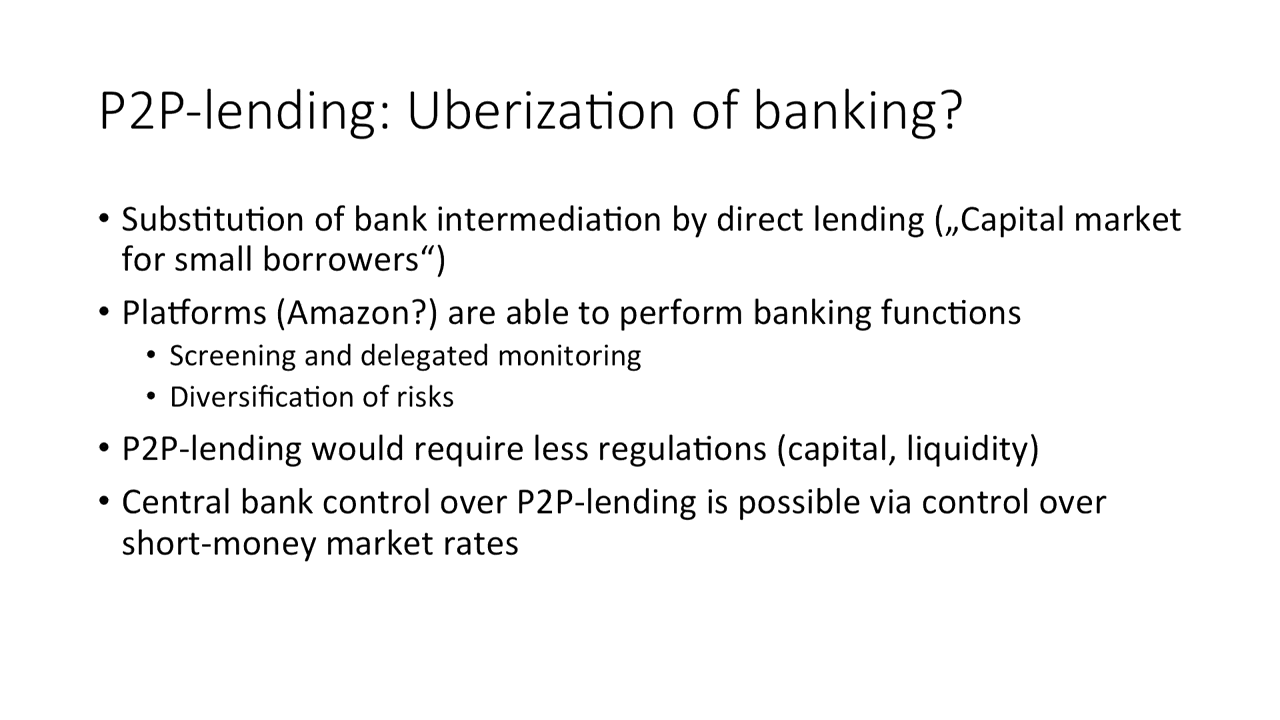 P2P-lending: Uberization of banking?
• Substitution of bank intermediation by direct lending („Capital market
for small borrowers“)
• Platforms (Amazon?) are able to perform banking functions
• Screening and delegated monitoring
• Diversification of risks
• P2P-lending would require less regulations (capital, liquidity)
• Central bank control over P2P-lending is possible via control over
short-money market rates